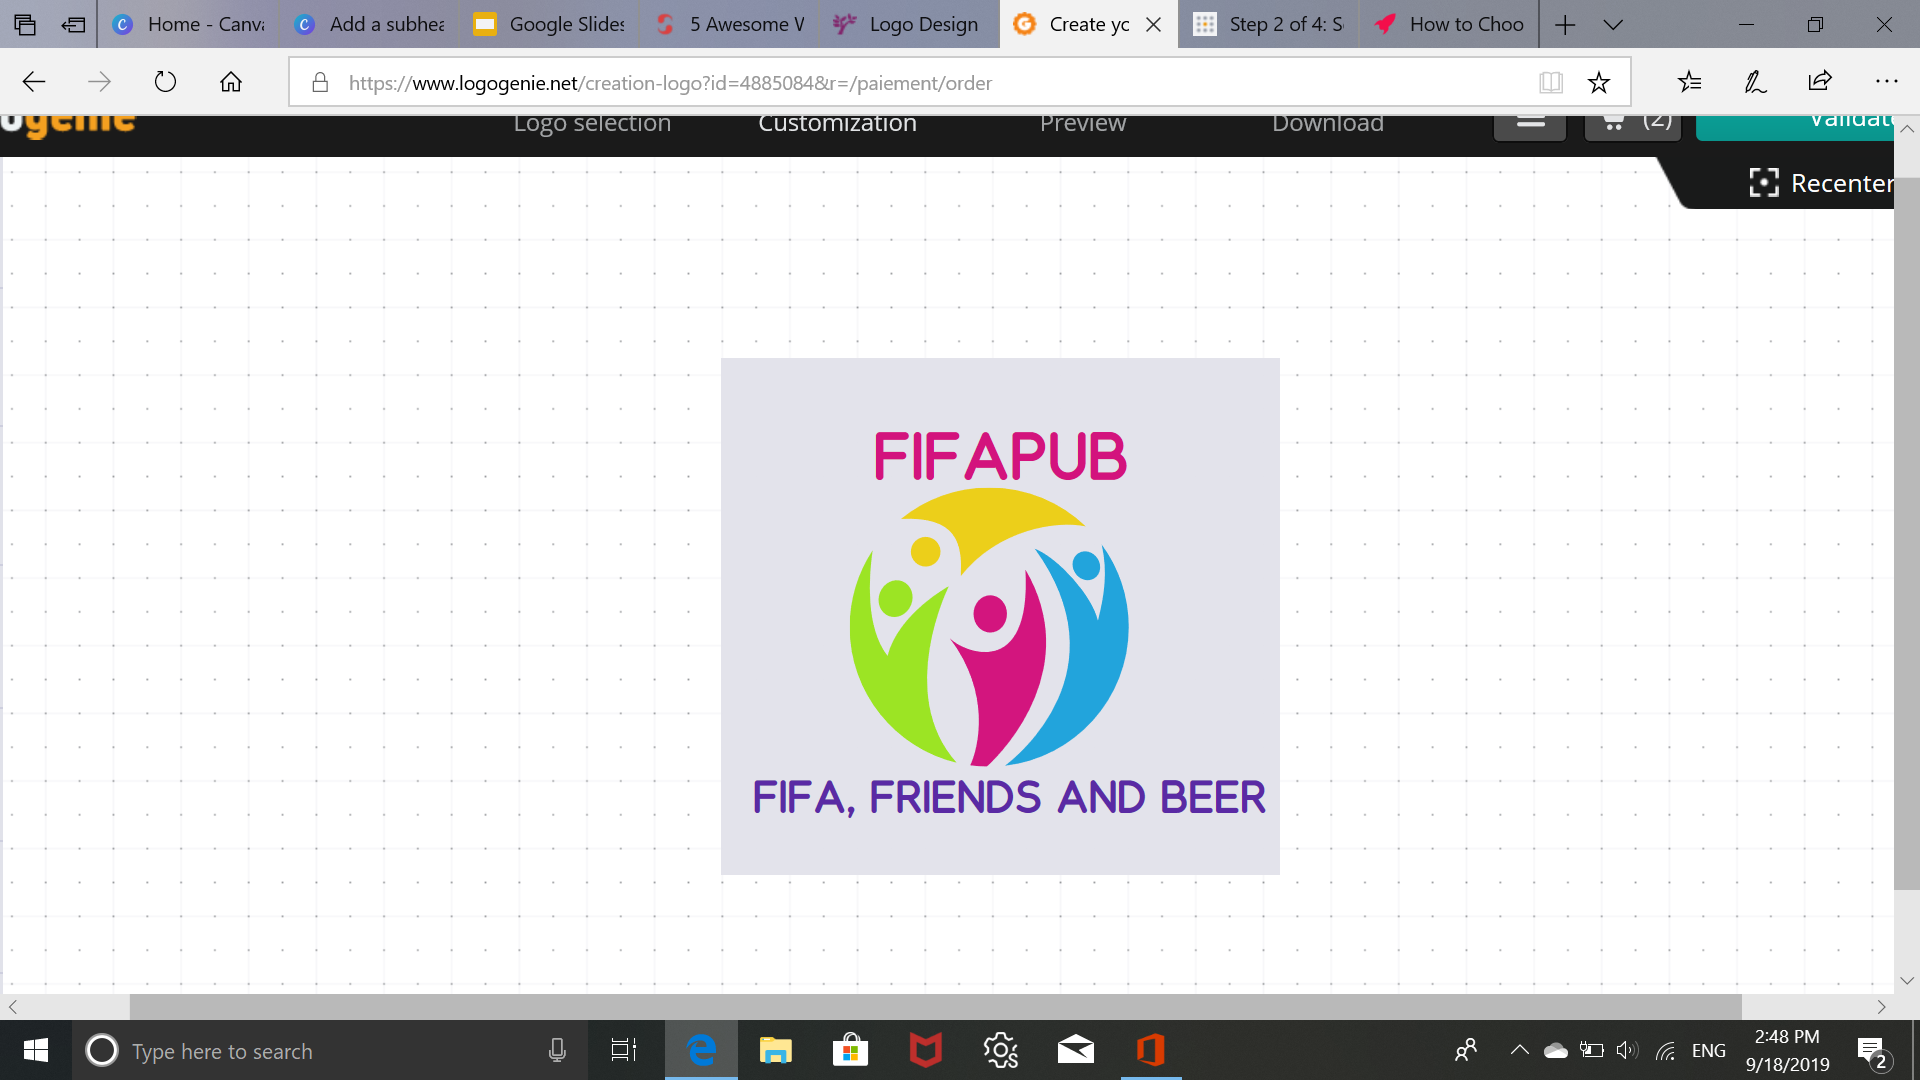 Home - Canva
Add a subhea
Google Slides
5 Awesome V
Logo Design
Create yc
Step 2 of 4: S
How to Choo
https://www.logogenie.net/creation-logo?id=4885084&r=/paiement/order
ogenie
Logo selection
Customization
Preview
Download
(2)
Validate
Recenter
FIFAPUB
FIFA, FRIENDS AND BEER
Type here to search
ENG
2:48 PM
9/18/2019
2